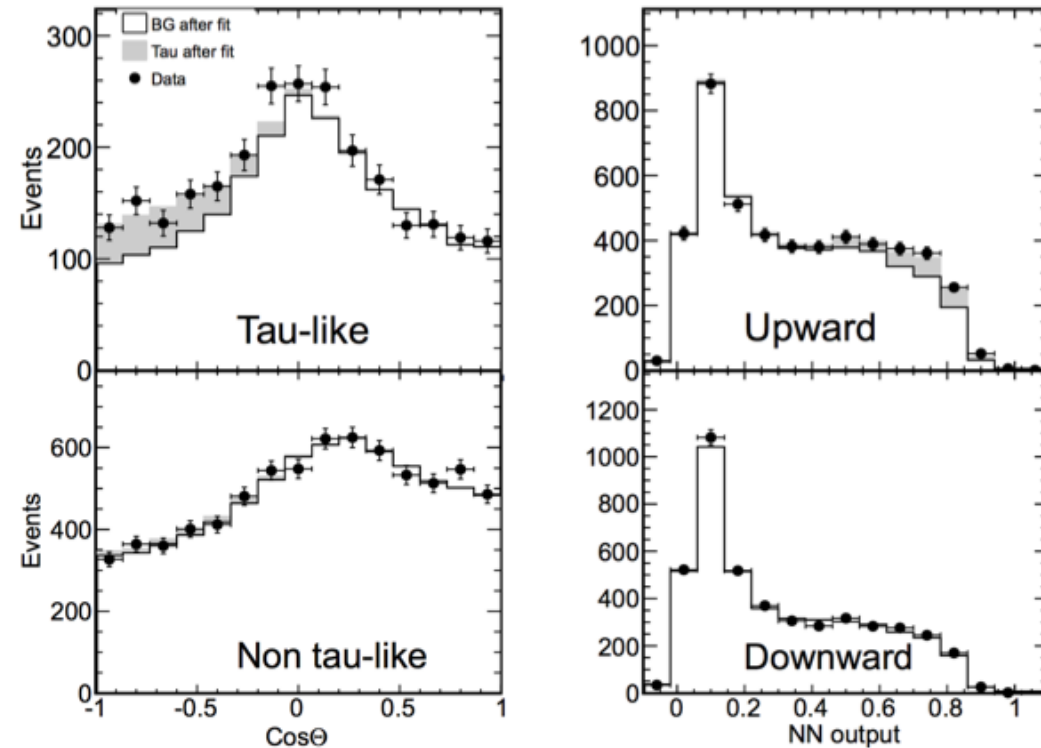 BG after fit
Tau after fit
Data
Events
300
200
100
0
Tau-like
Events
600
400
200
0
Non tau-like
-1 -0.5 0 0.5 1
CosΘ
1000
800
600
400
200
0
Upward
1200
1000
800
600
400
200
0
Downward
0 0.2 0.4 0.6 0.8 1
NN output